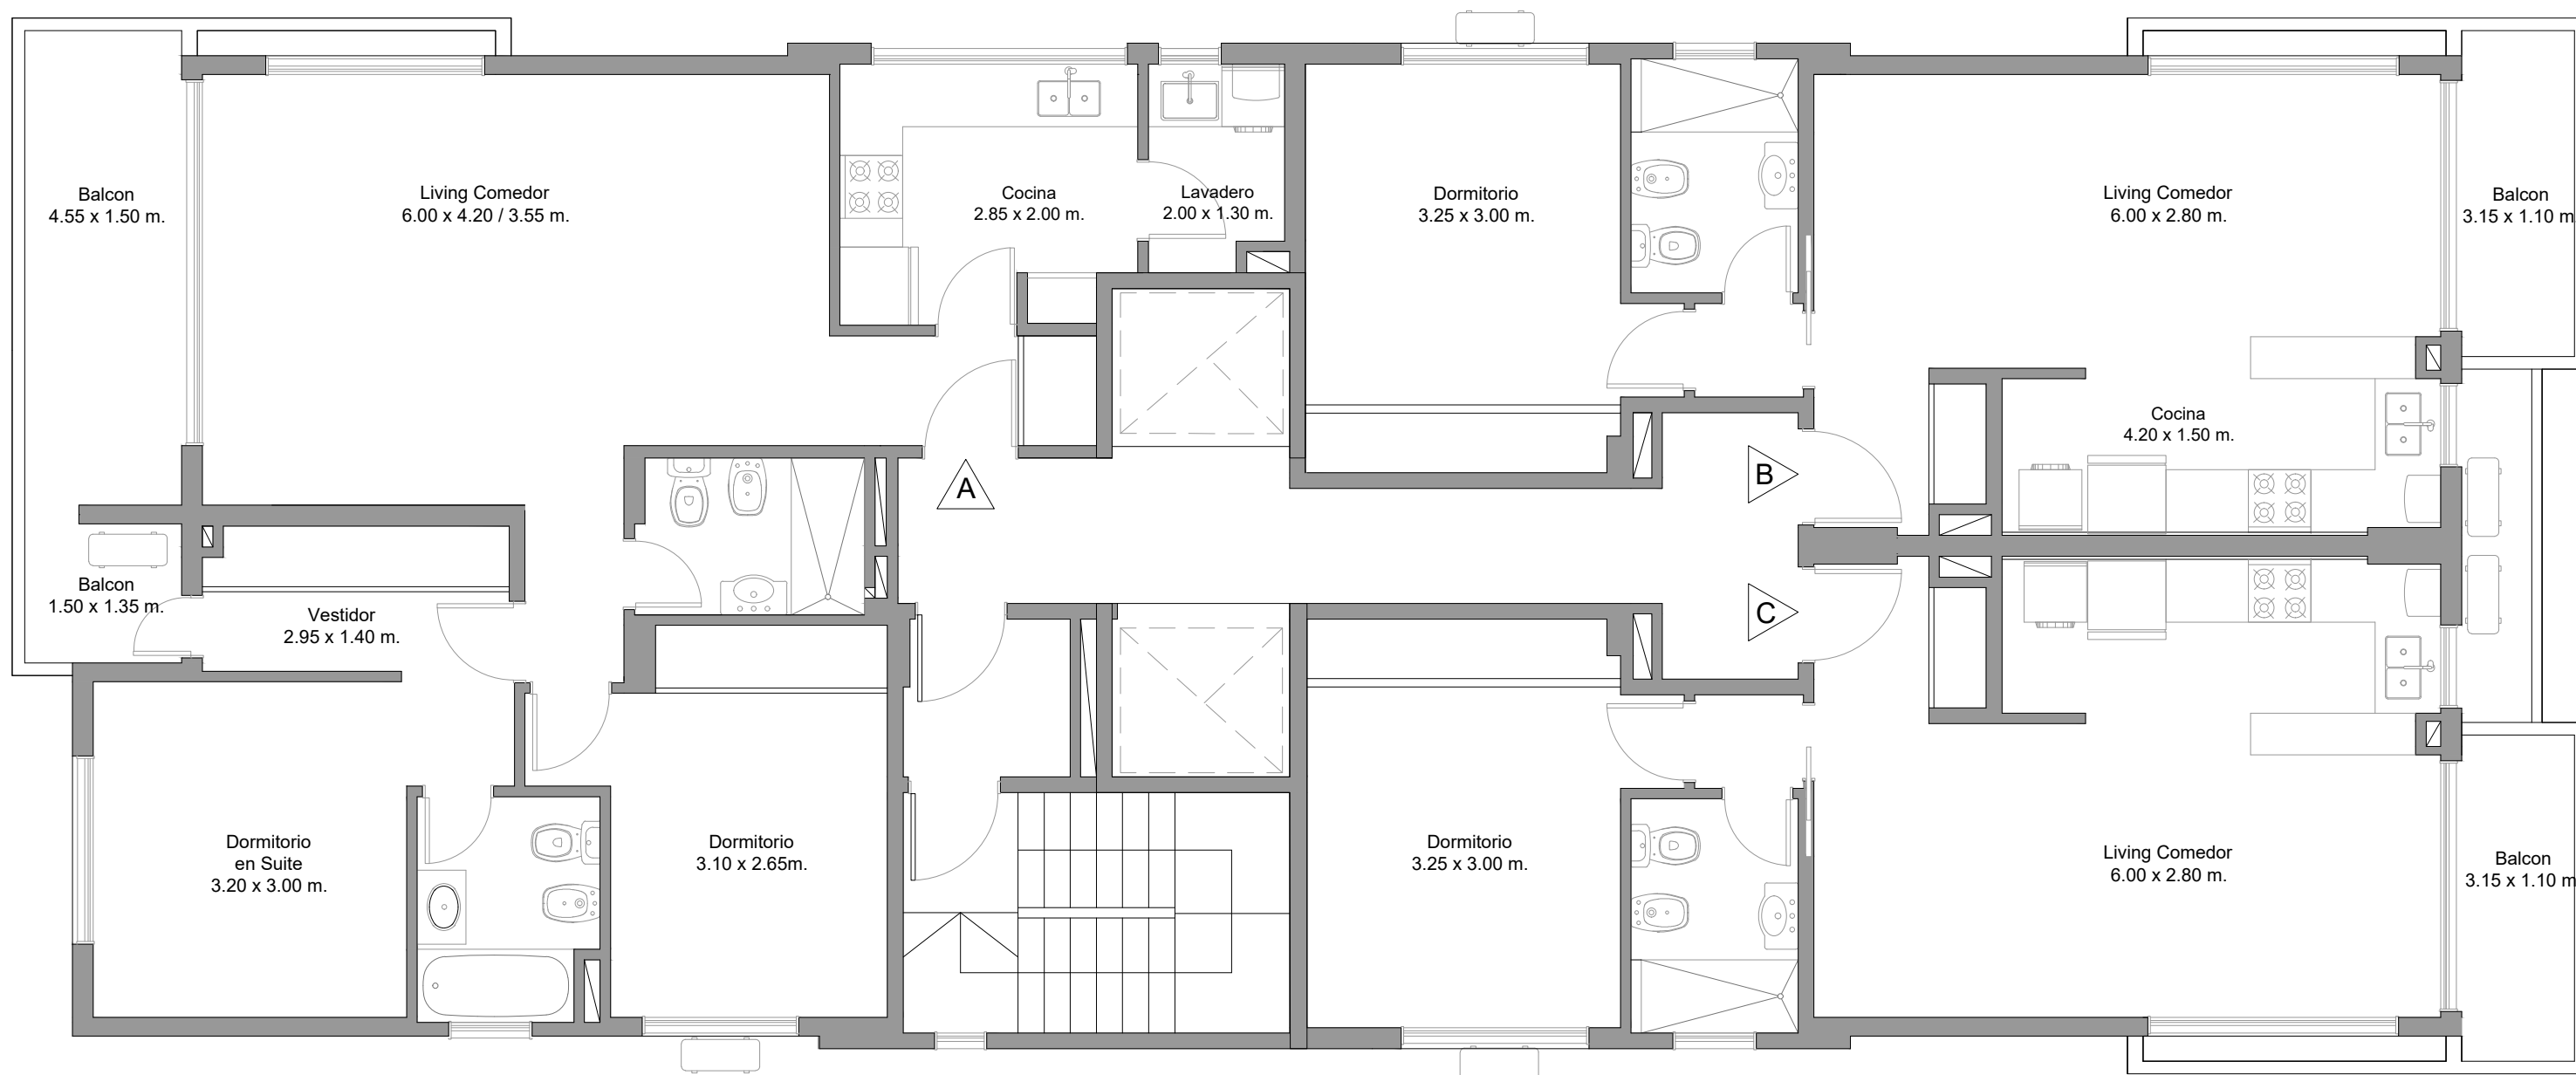 Balcon
4.55 x 1.50 m.
Living Comedor
6.00 x 4.20 / 3.55 m.
Cocina
2.85 x 2.00 m.
Lavadero
2.00 x 1.30 m.
Dormitorio
3.25 x 3.00 m.
Living Comedor
6.00 x 2.80 m.
Balcon
3.15 x 1.10 m
Cocina
4.20 x 1.50 m.
A
B
C
Balcon
1.50 x 1.35 m.
Vestidor
2.95 x 1.40 m.
Dormitorio
en Suite
3.20 x 3.00 m.
Dormitorio
3.10 x 2.65m.
Dormitorio
3.25 x 3.00 m.
Living Comedor
6.00 x 2.80 m.
Balcon
3.15 x 1.10 m